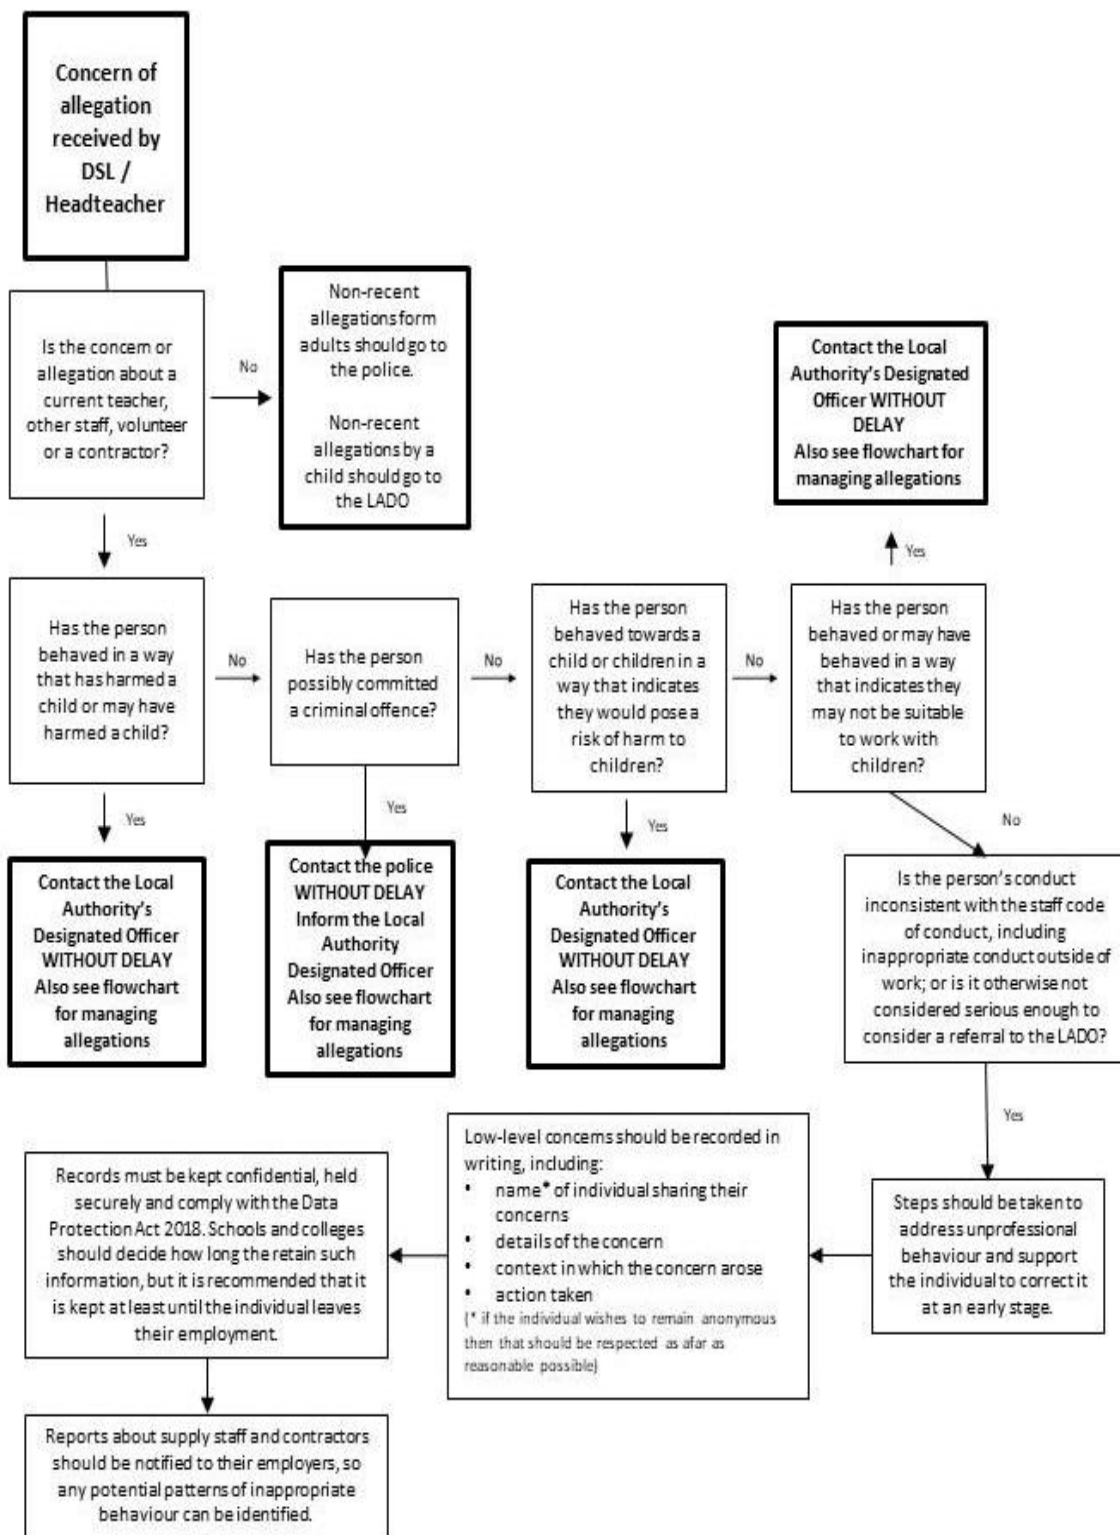 Concern of
allegation
received by
DSL /
Headteacher
Is the concern or
allegation about a
current teacher,
other staff, volunteer
or a contractor?
No
Non-recent
allegations form
adults should go to
the police.
Non-recent
allegations by a
child should go to
the LADO
Contact the Local
Authority's Designated
Officer WITHOUT
DELAY
Also see flowchart for
managing allegations
Yes
Yes
Has the person
behaved in a way
that has harmed a
child or may have
harmed a child?
No
Has the person
possibly committed
a criminal offence?
No
Has the person
behaved towards a
child or children in a
way that indicates
they would pose a
risk of harm to
children?
No
Has the person
behaved or may have
behaved in a way
that indicates they
may not be suitable
to work with
children?
Yes
Yes
Yes
No
Contact the Local
Authority's
Designated Officer
WITHOUT DELAY
Also see flowchart
for managing
allegations
Contact the police
WITHOUT DELAY
Inform the Local
Authority
Designated Officer
Also see flowchart
for managing
allegations
Contact the Local
Authority's
Designated Officer
WITHOUT DELAY
Also see flowchart
for managing
allegations
Is the person's conduct
inconsistent with the staff code
of conduct, including
inappropriate conduct outside of
work; or is it otherwise not
considered serious enough to
consider a referral to the LADO?
Yes
Steps should be taken to
address unprofessional
behaviour and support
the individual to correct it
at an early stage.
Low-level concerns should be recorded in
writing, including:
• name* of individual sharing their
concerns
• details of the concern
• context in which the concern arose
• action taken
(* if the individual wishes to remain anonymous
then that should be respected as afar as
reasonable possible)
Records must be kept confidential, held
securely and comply with the Data
Protection Act 2018. Schools and colleges
should decide how long the retain such
information, but it is recommended that it
is kept at least until the individual leaves
their employment.
Reports about supply staff and contractors
should be notified to their employers, so
any potential patterns of inappropriate
behaviour can be identified.